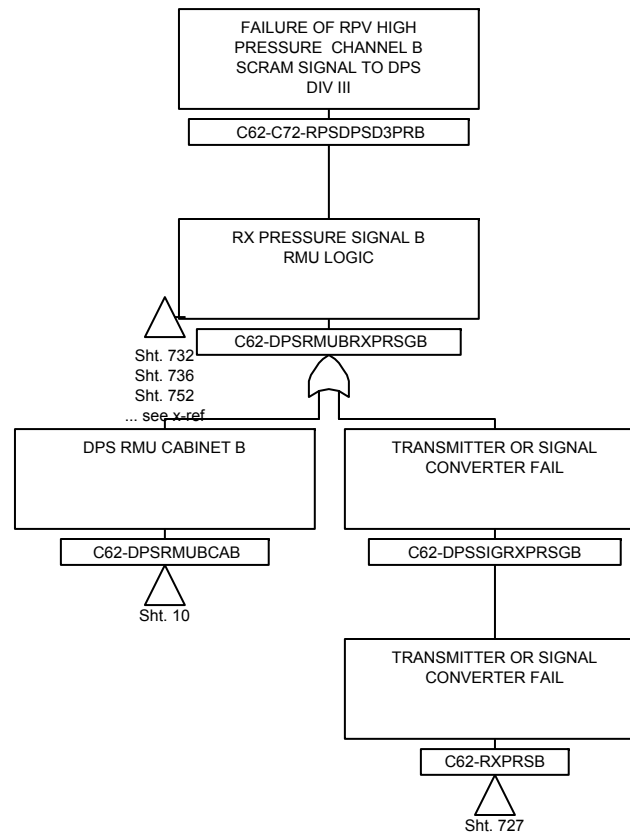 FAILURE OF RPV HIGH
PRESSURE CHANNEL B
SCRAM SIGNAL TO DPS
DIV III
C62-C72-RPSDPSD3PRB
RX PRESSURE SIGNAL B
RMU LOGIC
C62-DPSRMUBRXPRSGB
Sht. 732
Sht. 736
Sht. 752
... see x-ref
DPS RMU CABINET B
C62-DPSRMUBCAB
Sht. 10
TRANSMITTER OR SIGNAL
CONVERTER FAIL
C62-DPSSIGRXPRSGB
TRANSMITTER OR SIGNAL
CONVERTER FAIL
C62-RXPRSB
Sht. 727